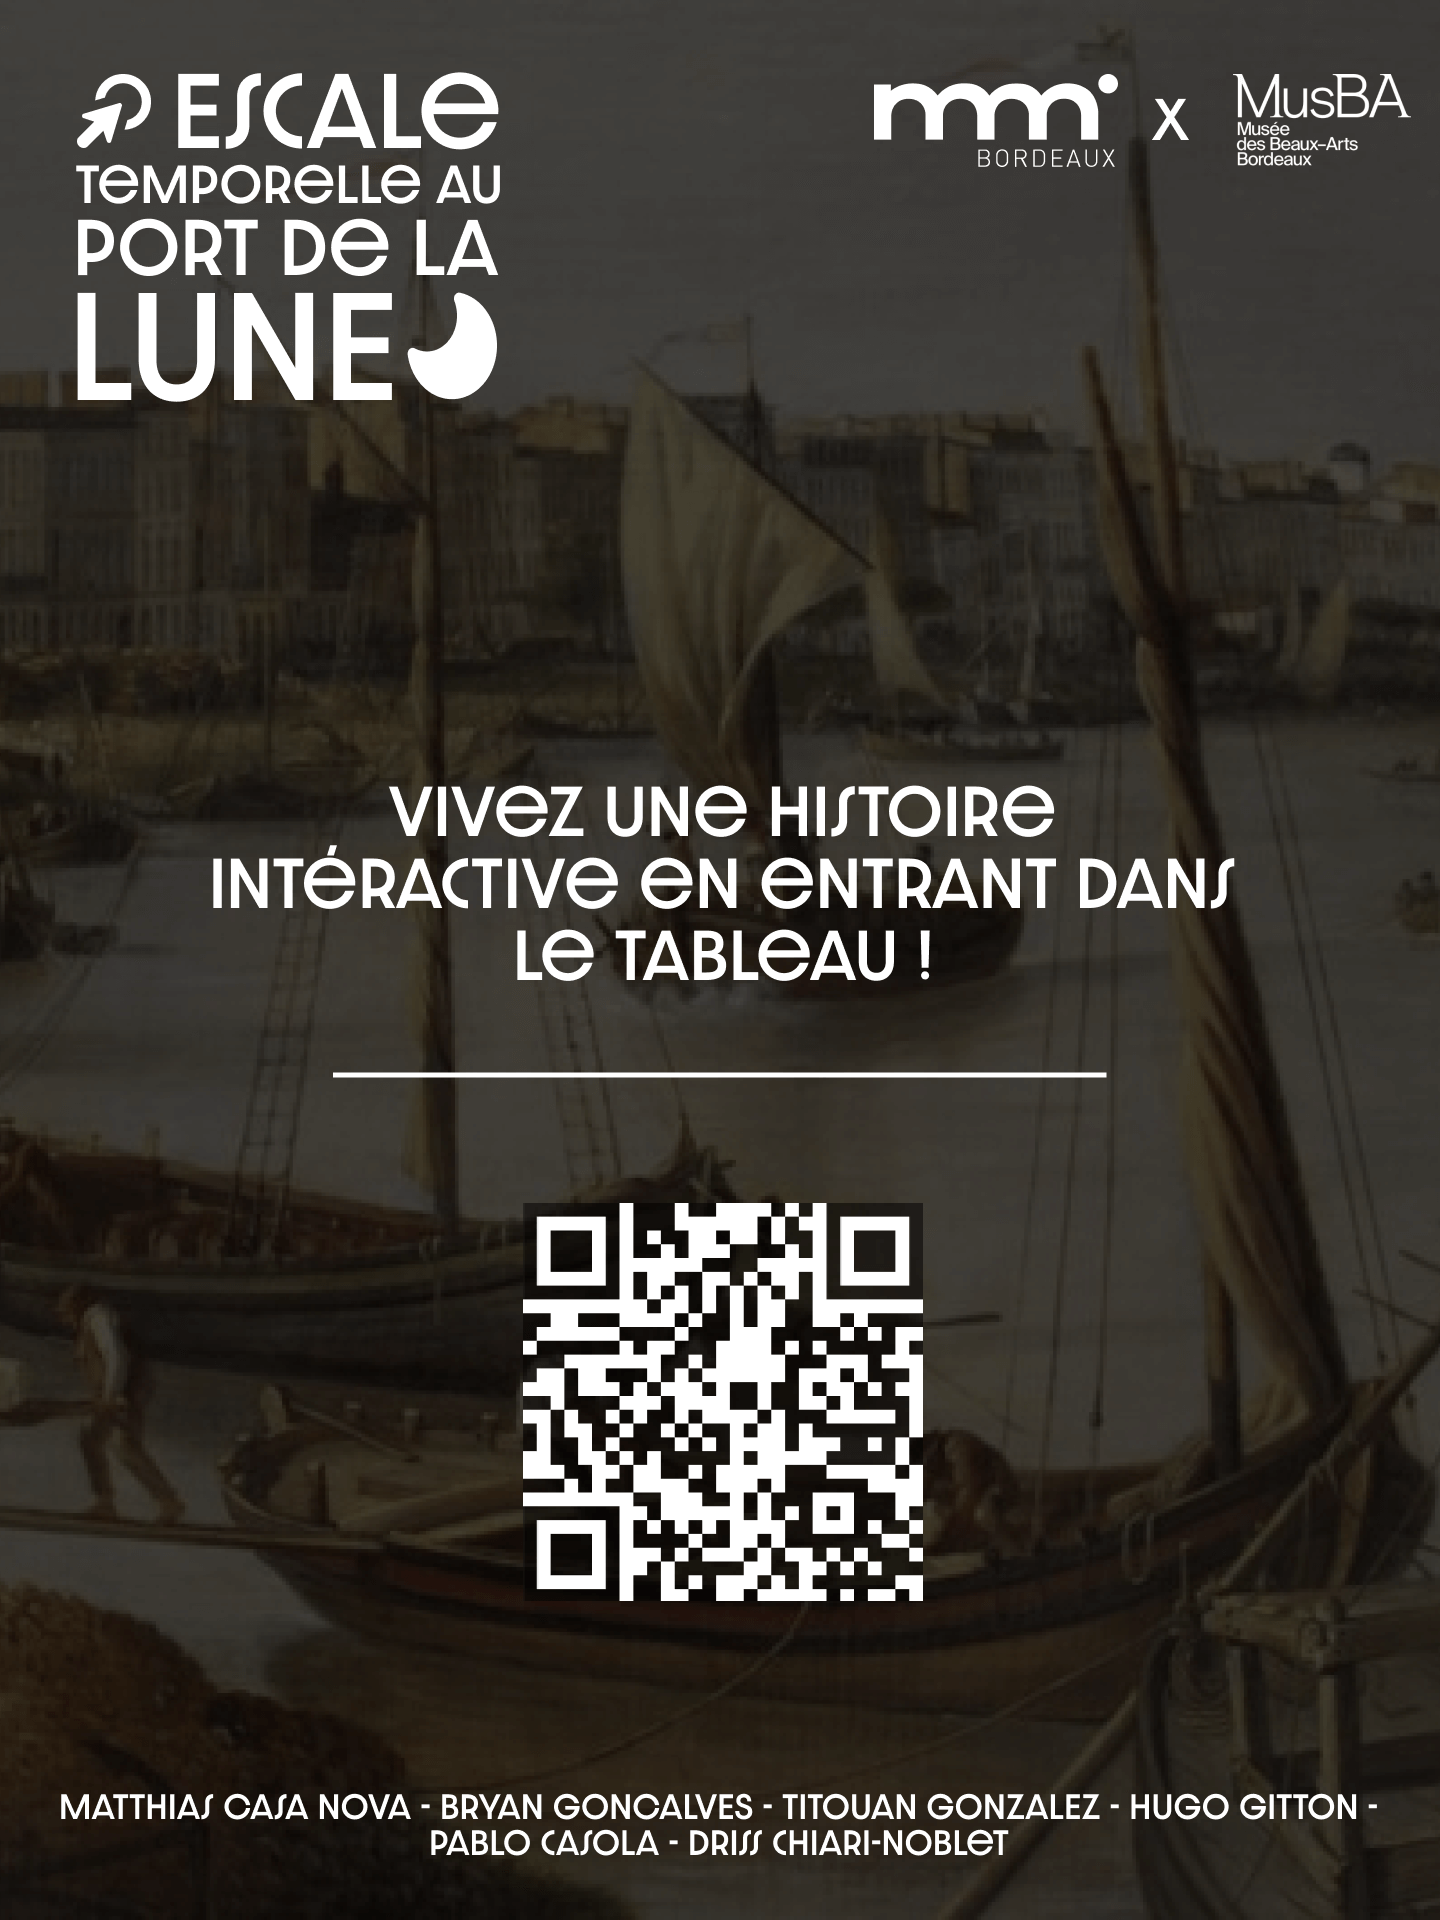 ESCALE
TEMPORELLE AU
PORT DE LA
LUNE
mmi
BORDEAUX
X
MusBA
Musée
des Beaux-Arts
Bordeaux
VIVEZ UNE HISTOIRE
INTÉRACTIVE EN ENTRANT DANS
LE TABLEAU !
MATTHIAS CASA NOVA - BRYAN GONCALVES - TITOUAN GONZALEZ - HUGO GITTON -
PABLO CASOLA - DRISS CHIARI-NOBLET